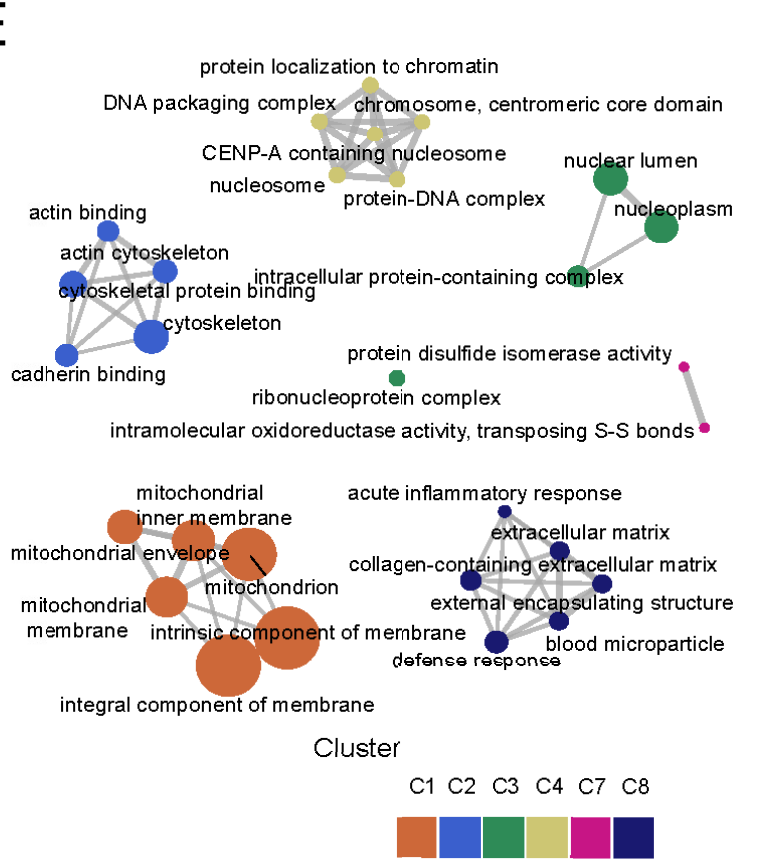 E
protein localization to chromatin
DNA packaging complex
chromosome, centromeric core domain
CENP-A containing nucleosome
nucleosome
protein-DNA complex
nuclear lumen
nucleoplasm
intracellular protein-containing complex
actin binding
actin cytoskeleton
cytoskeletal protein binding
cytoskeleton
cadherin binding
protein disulfide isomerase activity
ribonucleoprotein complex
intramolecular oxidoreductase activity, transposing S-S bonds
mitochondrial
inner membrane
mitochondrial envelope
mitochondrion
mitochondrial
membrane
intrinsic component of membrane
integral component of membrane
acute inflammatory response
extracellular matrix
collagen-containing extracellular matrix
external encapsulating structure
blood microparticle
defense response
Cluster
C1 C2 C3 C4 C7 C8